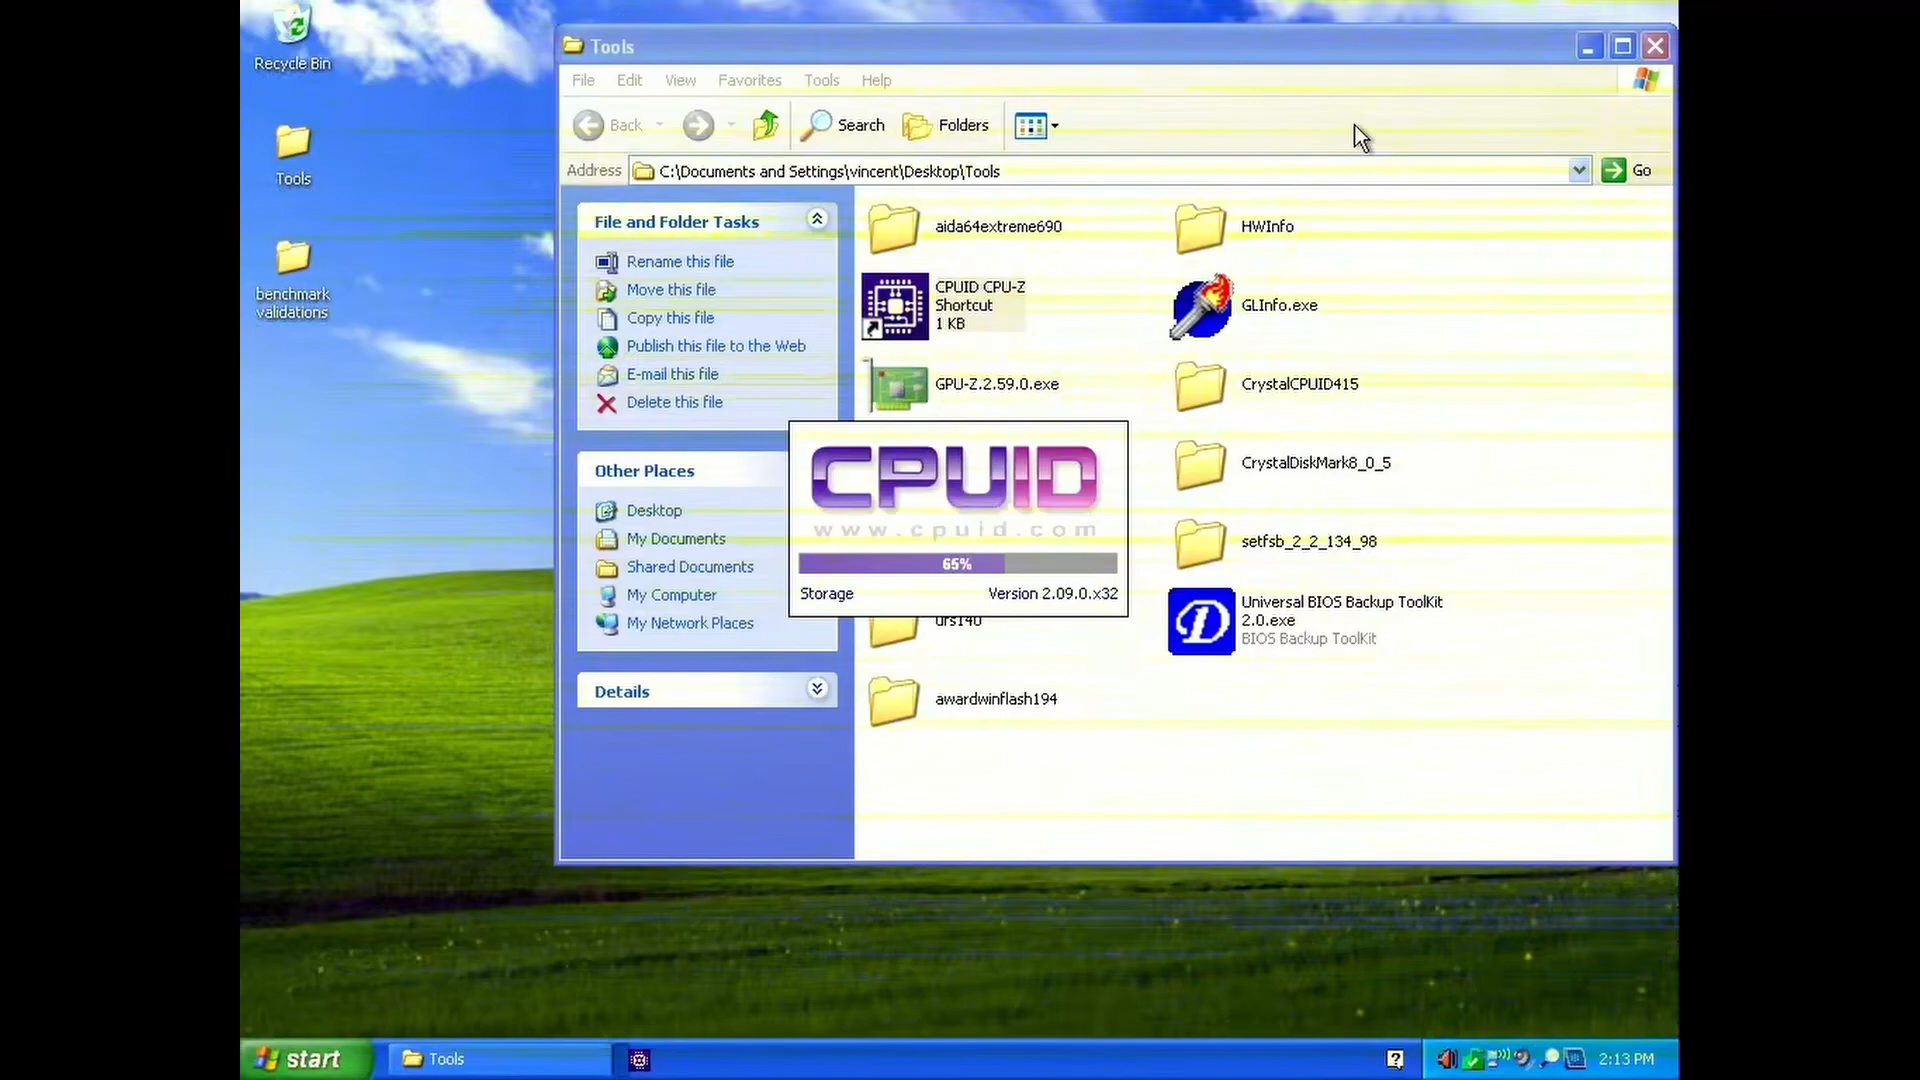 Recycle Bin
Tools
benchmark
validations
Tools
File Edit View Favorites Tools Help
Back Search Folders
Address C:\Documents and Settings\vincent\Desktop\Tools Go
File and Folder Tasks
Rename this file
Move this file
Copy this file
Publish this file to the Web
E-mail this file
Delete this file
Other Places
Desktop
My Documents
Shared Documents
My Computer
My Network Places
Details
aida64extreme690
HWInfo
CPUID CPU-Z
Shortcut
1 KB
GLInfo.exe
GPU-Z.2.59.0.exe
CrystalCPUID415
CrystalDiskMark8_0_5
setfsb_2_2_134_98
Universal BIOS Backup ToolKit
2.0.exe
BIOS Backup ToolKit
awardwinflash194
CPUID
www.cpuid.com
65%
Storage Version 2.09.0.x32
start Tools 2:13 PM